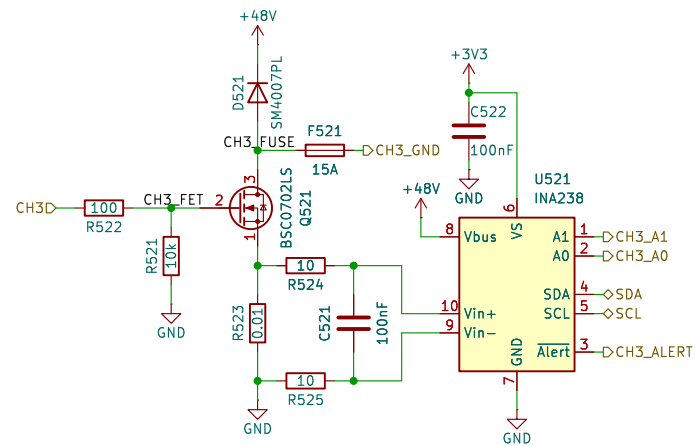 +48V
D521
SM4007PL
+3V3
C522
100nF
GND
CH3_FUSE
F521
15A
CH3_GND
3
CH3
100
R522
CH3_FET
2
BSC0702LS
Q521
1
+48V
U521
INA238
6
VS
8
Vbus
A1
1
CH3_A1
A0
2
CH3_A0
R521
10k
GND
10
R524
SDA
4
SDA
SCL
5
SCL
10
Vin+
9
Vin-
R523
0.01
C521
100nF
GND
7
Alert
3
CH3_ALERT
10
R525
GND
GND